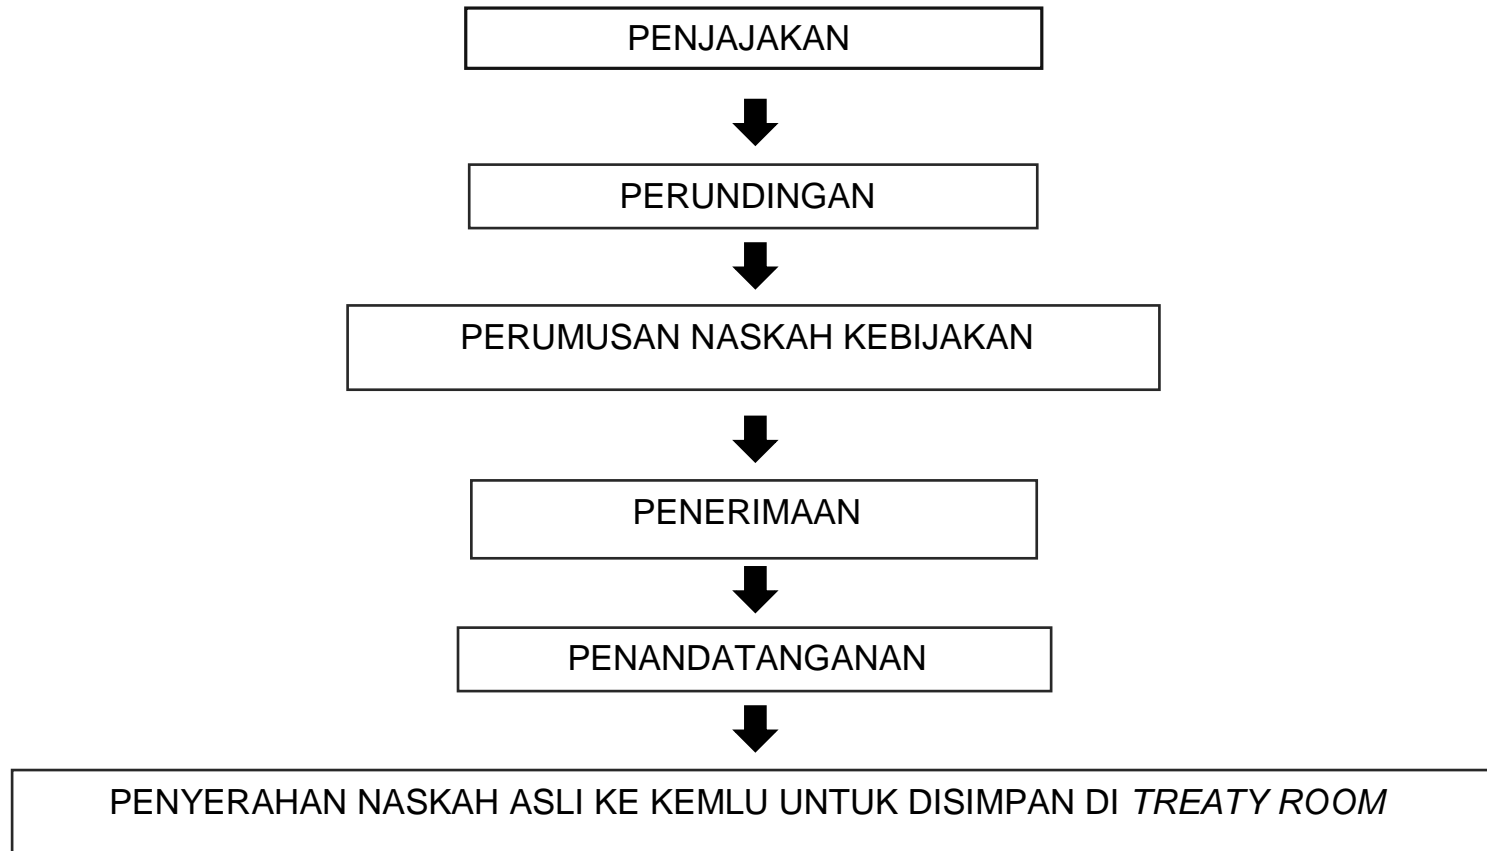 PENJAJAKAN
PERUNDINGAN
PERUMUSAN NASKAH KEBIJAKAN
PENERIMAAN
PENANDATANGANAN
PENYERAHAN NASKAH ASLI KE KEMLU UNTUK DISIMPAN DI TREATY ROOM